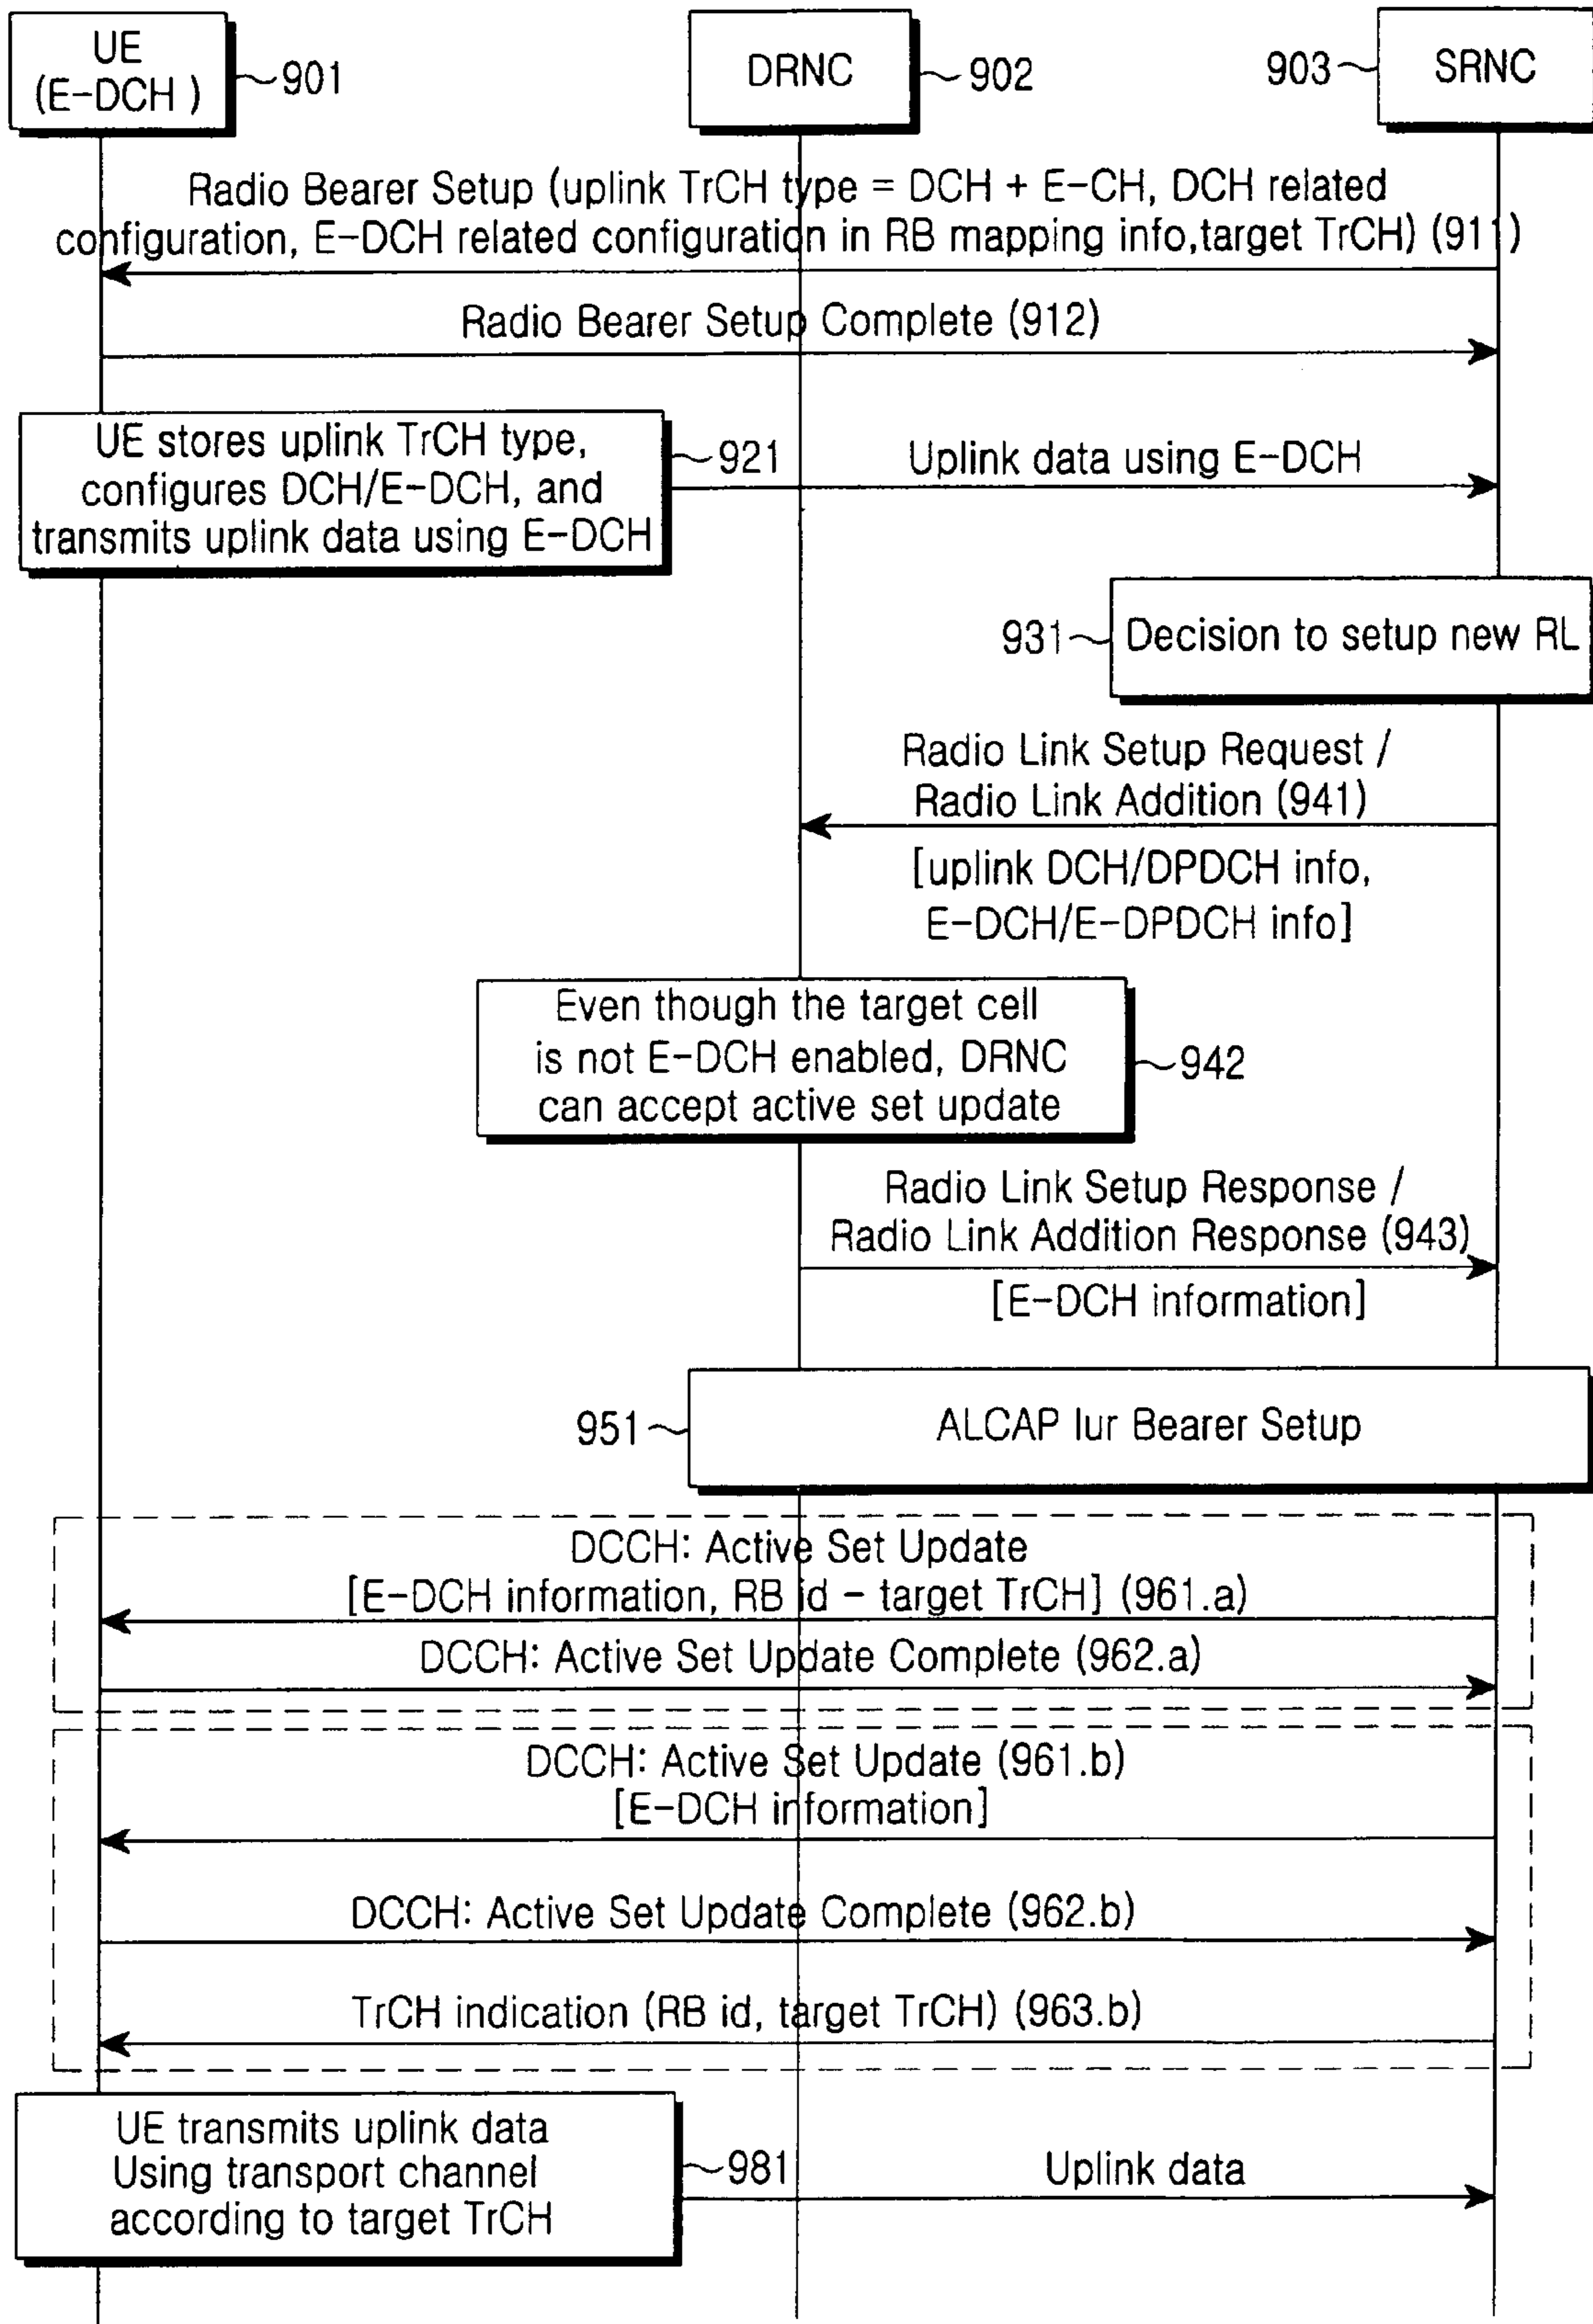 UE
(E-DCH )
901
DRNC
902
903
SRNC
Radio Bearer Setup (uplink TrCH type = DCH + E-CH, DCH related
configuration, E-DCH related configuration in RB mapping info,target TrCH) (911)
Radio Bearer Setup Complete (912)
UE stores uplink TrCH type,
configures DCH/E-DCH, and
transmits uplink data using E-DCH
921
Uplink data using E-DCH
931
Decision to setup new RL
Radio Link Setup Request /
Radio Link Addition (941)
[uplink DCH/DPDCH info,
E-DCH/E-DPDCH info]
Even though the target cell
is not E-DCH enabled, DRNC
can accept active set update
942
Radio Link Setup Response /
Radio Link Addition Response (943)
[E-DCH information]
951
ALCAP Iur Bearer Setup
DCCH: Active Set Update
[E-DCH information, RB id - target TrCH] (961.a)
DCCH: Active Set Update Complete (962.a)
DCCH: Active Set Update (961.b)
[E-DCH information]
DCCH: Active Set Update Complete (962.b)
TrCH indication (RB id, target TrCH) (963.b)
UE transmits uplink data
Using transport channel
according to target TrCH
981
Uplink data